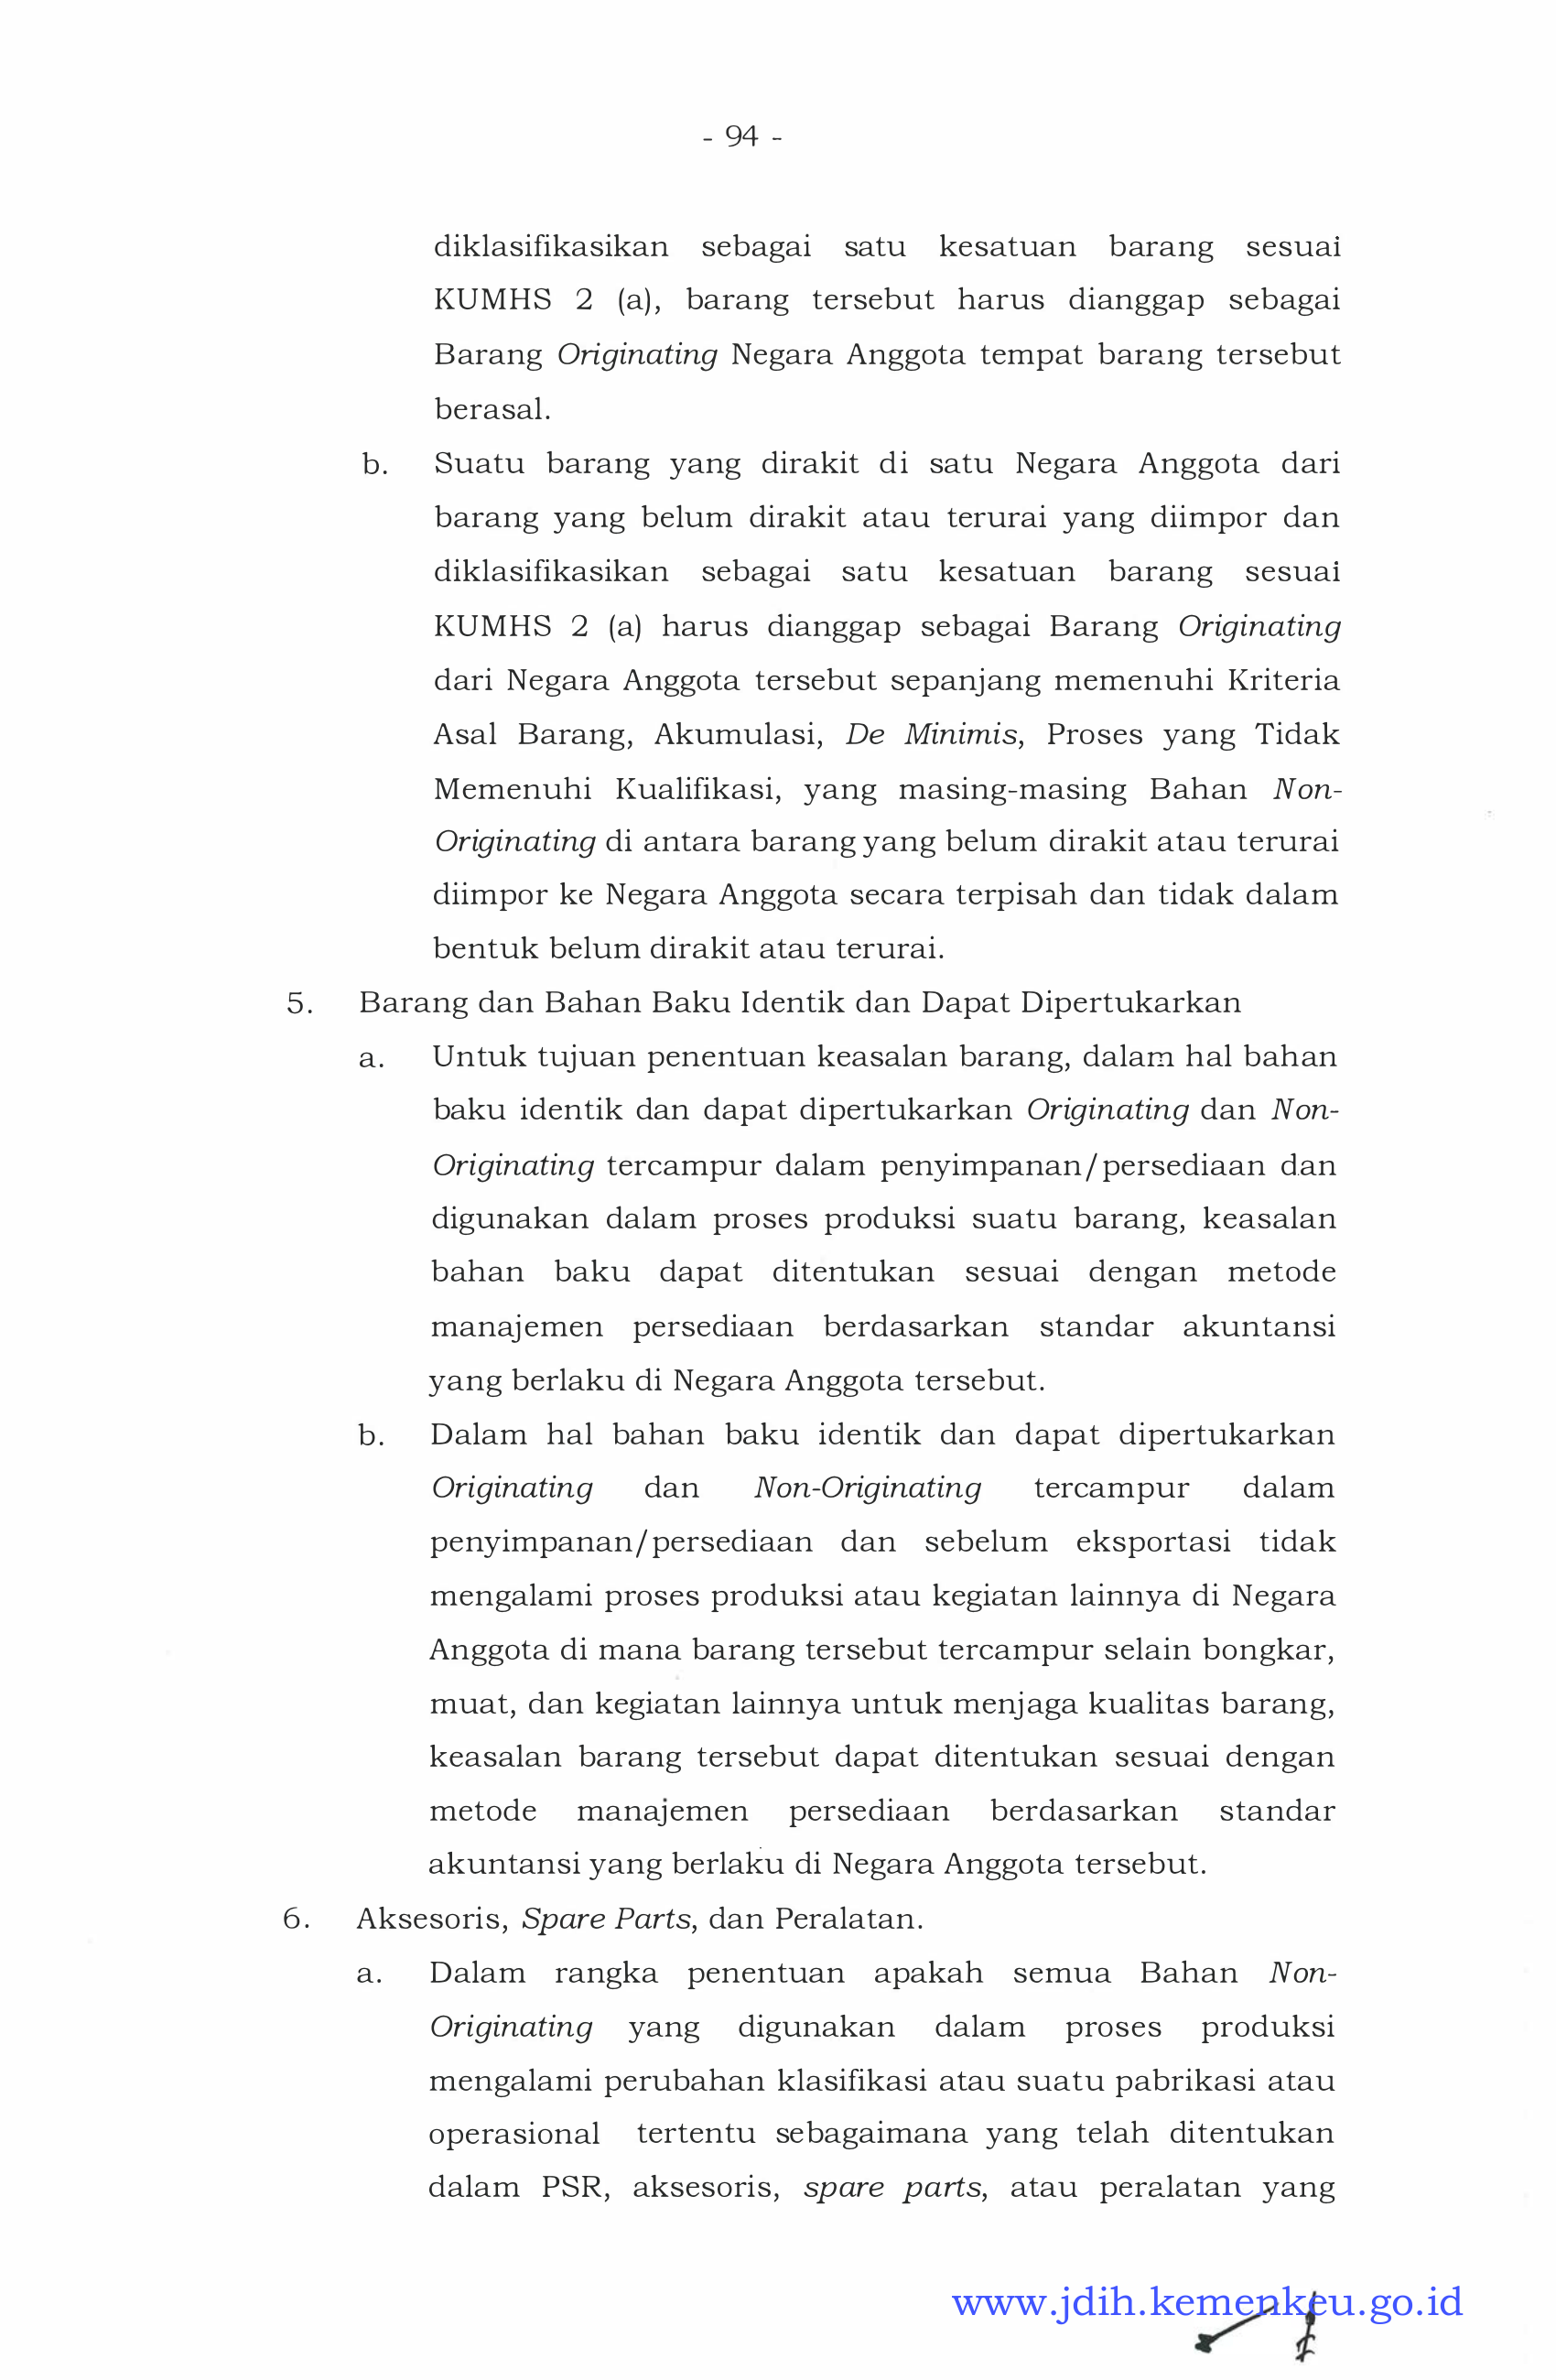 - 94 -
diklasifikasikan sebagai satu kesatuan barang sesuai
KUMHS 2 (a), barang tersebut harus dianggap sebagai
Barang Originating Negara Anggota tempat barang tersebut
berasal.
b. Suatu barang yang dirakit di satu Negara Anggota dari
barang yang belum dirakit atau terurai yang diimpor dan
diklasifikasikan sebagai satu kesatuan barang sesuai
KUMHS 2 (a) harus dianggap sebagai Barang Originating
dari Negara Anggota tersebut sepanjang memenuhi Kriteria
Asal Barang, Akumulasi, De Minimis, Proses yang Tidak
Memenuhi Kualifikasi, yang masing-masing Bahan Non-
Originating di antara barang yang belum dirakit atau terurai
diimpor ke Negara Anggota secara terpisah dan tidak dalam
bentuk belum dirakit atau terurai.
5. Barang dan Bahan Baku Identik dan Dapat Dipertukarkan
a. Untuk tujuan penentuan keasalan barang, dalam hal bahan
baku identik dan dapat dipertukarkan Originating dan Non-
Originating tercampur dalam penyimpanan/persediaan dan
digunakan dalam proses produksi suatu barang, keasalan
bahan baku dapat ditentukan sesuai dengan metode
manajemen persediaan berdasarkan standar akuntansi
yang berlaku di Negara Anggota tersebut.
b. Dalam hal bahan baku identik dan dapat dipertukarkan
Originating dan Non-Originating tercampur dalam
penyimpanan/persediaan dan sebelum eksportasi tidak
mengalami proses produksi atau kegiatan lainnya di Negara
Anggota di mana barang tersebut tercampur selain bongkar,
muat, dan kegiatan lainnya untuk menjaga kualitas barang,
keasalan barang tersebut dapat ditentukan sesuai dengan
metode manajemen persediaan berdasarkan standar
akuntansi yang berlaku di Negara Anggota tersebut.
6. Aksesoris, Spare Parts, dan Peralatan.
a. Dalam rangka penentuan apakah semua Bahan Non-
Originating yang digunakan dalam proses produksi
mengalami perubahan klasifikasi atau suatu pabrikasi atau
operasional tertentu sebagaimana yang telah ditentukan
dalam PSR, aksesoris, spare parts, atau peralatan yang
www.jdih.kemenkeu.go.id